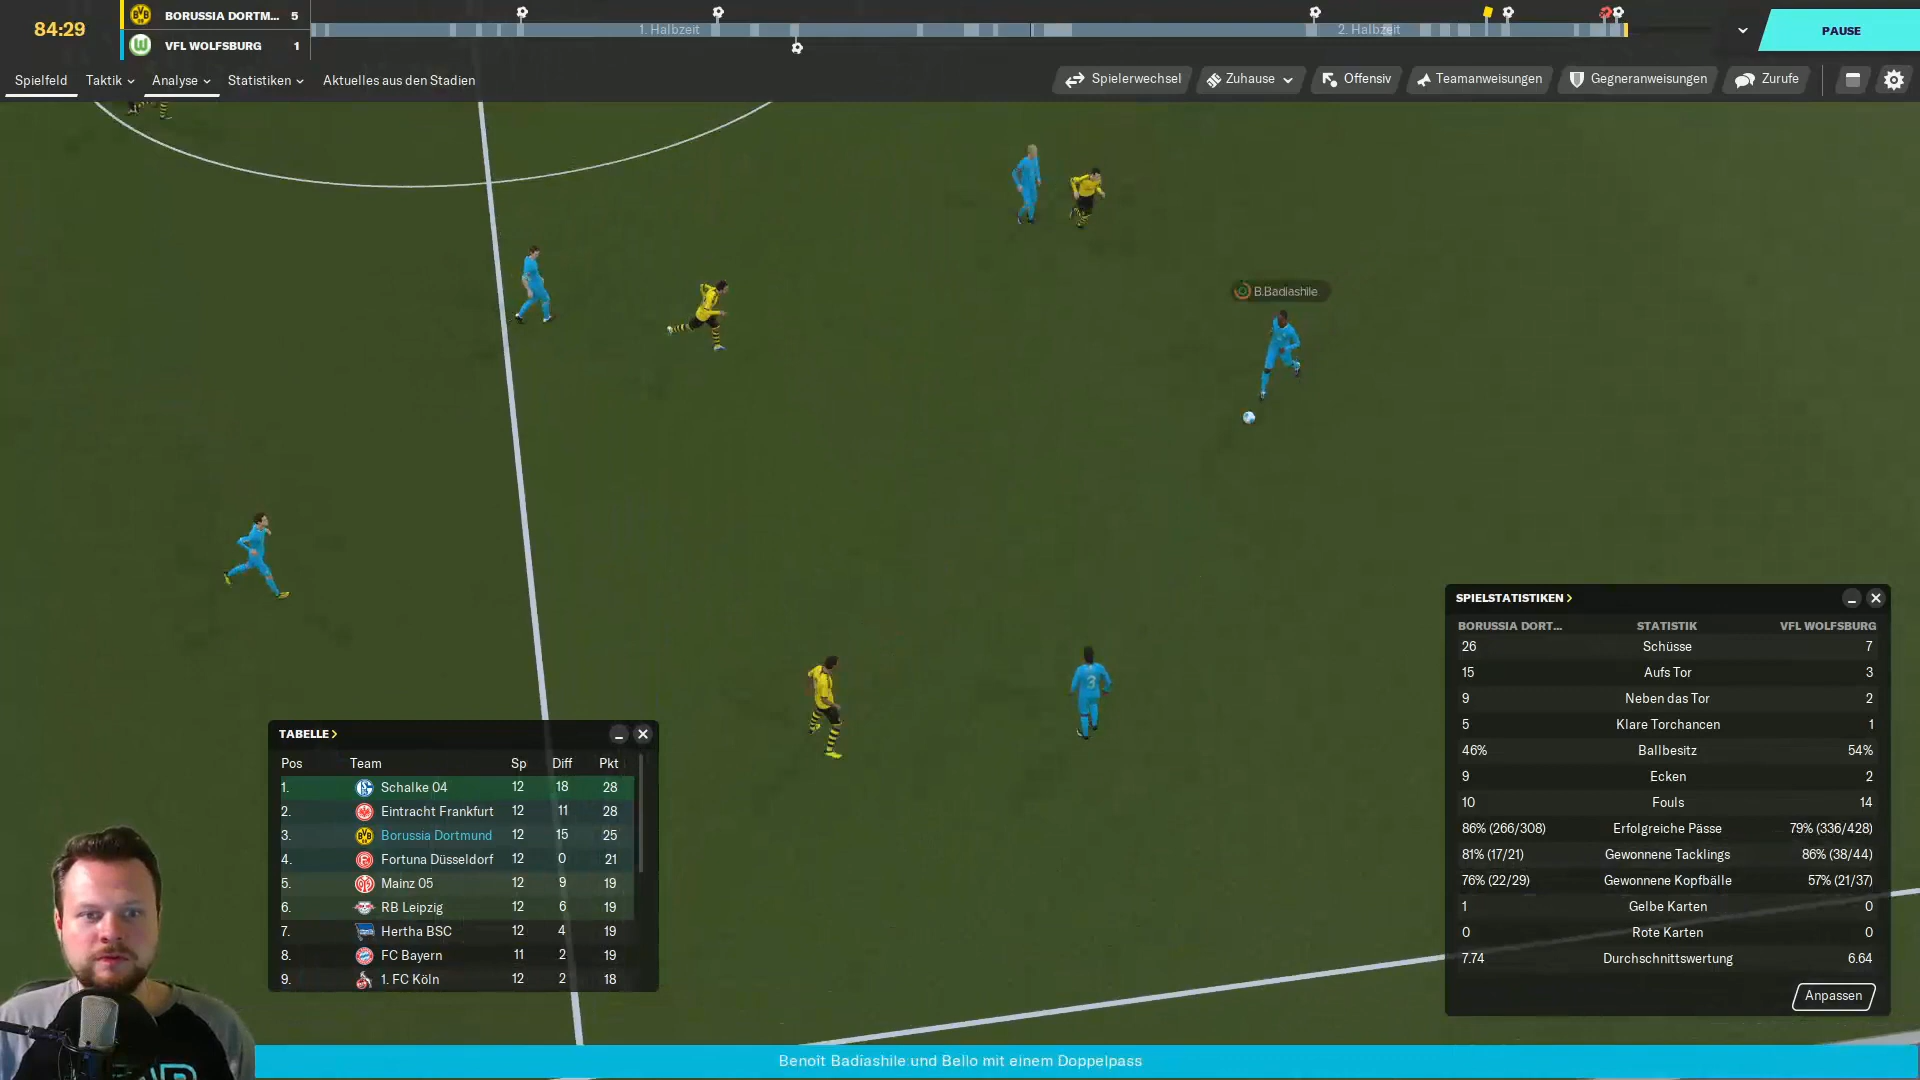 84:29
BORUSSIA DORTM... 5
VFL WOLFSBURG 1
1. Halbzeit
2. Halbzeit
PAUSE
Spielfeld
Taktik
Analyse
Statistiken
Aktuelles aus den Stadien
Spielerwechsel
Zuhause
Offensiv
Teamanweisungen
Gegneranweisungen
Zurufe
B.Badiashile
3
SPIELSTATISTIKEN
BORUSSIA DORT... STATISTIK VFL WOLFSBURG
26 Schüsse 7
15 Aufs Tor 3
9 Neben das Tor 2
5 Klare Torchancen 1
46% Ballbesitz 54%
9 Ecken 2
10 Fouls 14
86% (266/308) Erfolgreiche Pässe 79% (336/428)
81% (17/21) Gewonnene Tacklings 86% (38/44)
76% (22/29) Gewonnene Kopfbälle 57% (21/37)
1 Gelbe Karten 0
0 Rote Karten 0
7.74 Durchschnittswertung 6.64
Anpassen
TABELLE
Pos Team Sp Diff Pkt
1. Schalke 04 12 18 28
2. Eintracht Frankfurt 12 11 28
3. Borussia Dortmund 12 15 25
4. Fortuna Düsseldorf 12 0 21
5. Mainz 05 12 9 19
6. RB Leipzig 12 6 19
7. Hertha BSC 12 4 19
8. FC Bayern 11 2 19
9. 1. FC Köln 12 2 18
Benoît Badiashile und Bello mit einem Doppelpass